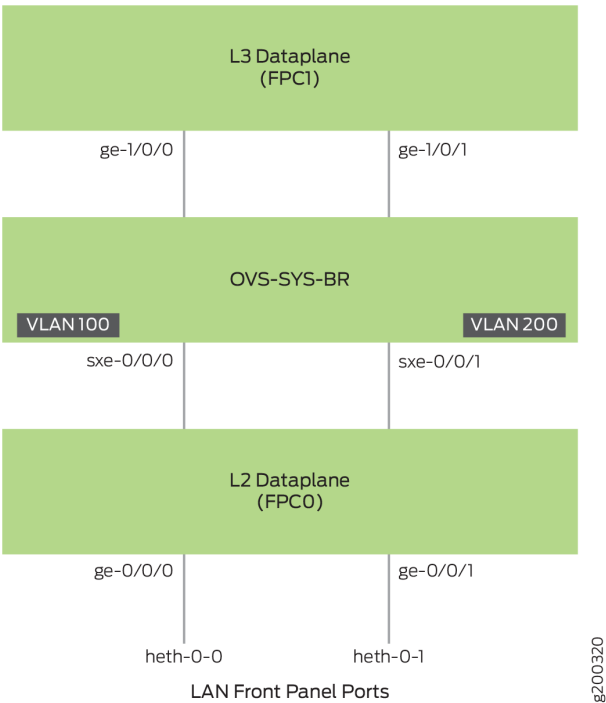 L3 Dataplane
(FPC1)
ge-1/0/0
ge-1/0/1
OVS-SYS-BR
VLAN 100
VLAN 200
sxe-0/0/0
sxe-0/0/1
L2 Dataplane
(FPC0)
ge-0/0/0
ge-0/0/1
heth-0-0
heth-0-1
LAN Front Panel Ports
g200320